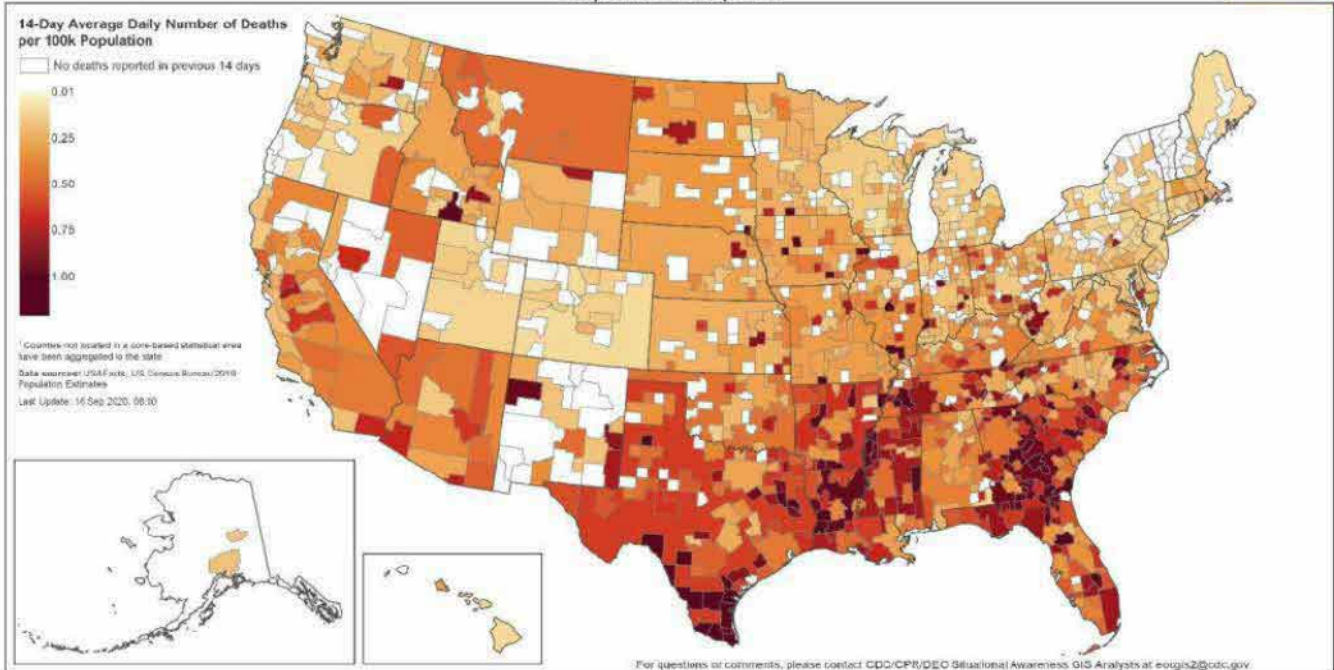 14-Day Average Daily Number of Deaths
per 100k Population
No deaths reported in previous 14 days
0.01
0.25
0.50
0.75
1.00
Counties not located in a core-based statistical area
have been aggregated to the state
Data sources: USAFacts; US Census Bureau 2019
Population Estimates
Last Update: 16 Sep 2020, 08:00
For questions or comments, please contact CDC/CPR/DEO Situational Awareness GIS Analysts at eocgis2@cdc.gov